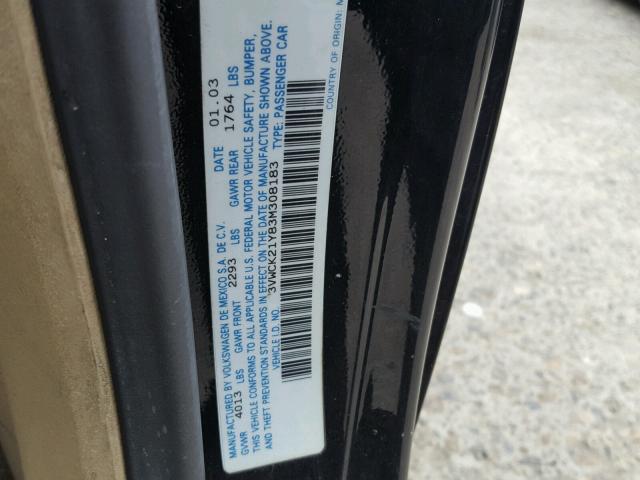 MANUFACTURED BY VOLKSWAGEN DE MEXICO S.A. DE C.V. DATE 01.03
GVWR 4013 LBS GAWR FRONT 2293 LBS GAWR REAR 1764 LBS
THIS VEHICLE CONFORMS TO ALL APPLICABLE U.S. FEDERAL MOTOR VEHICLE SAFETY, BUMPER,
AND THEFT PREVENTION STANDARDS IN EFFECT ON THE DATE OF MANUFACTURE SHOWN ABOVE.
VEHICLE I.D. NO. 3VWCK21Y83M308183 TYPE: PASSENGER CAR
COUNTRY OF ORIGIN: M